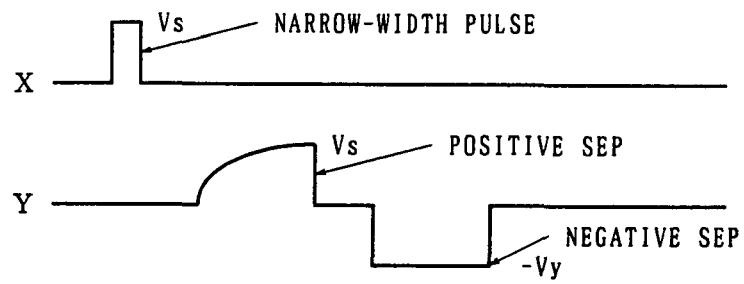 Vs NARROW-WIDTH PULSE
X
Vs POSITIVE SEP
Y
NEGATIVE SEP
-Vy